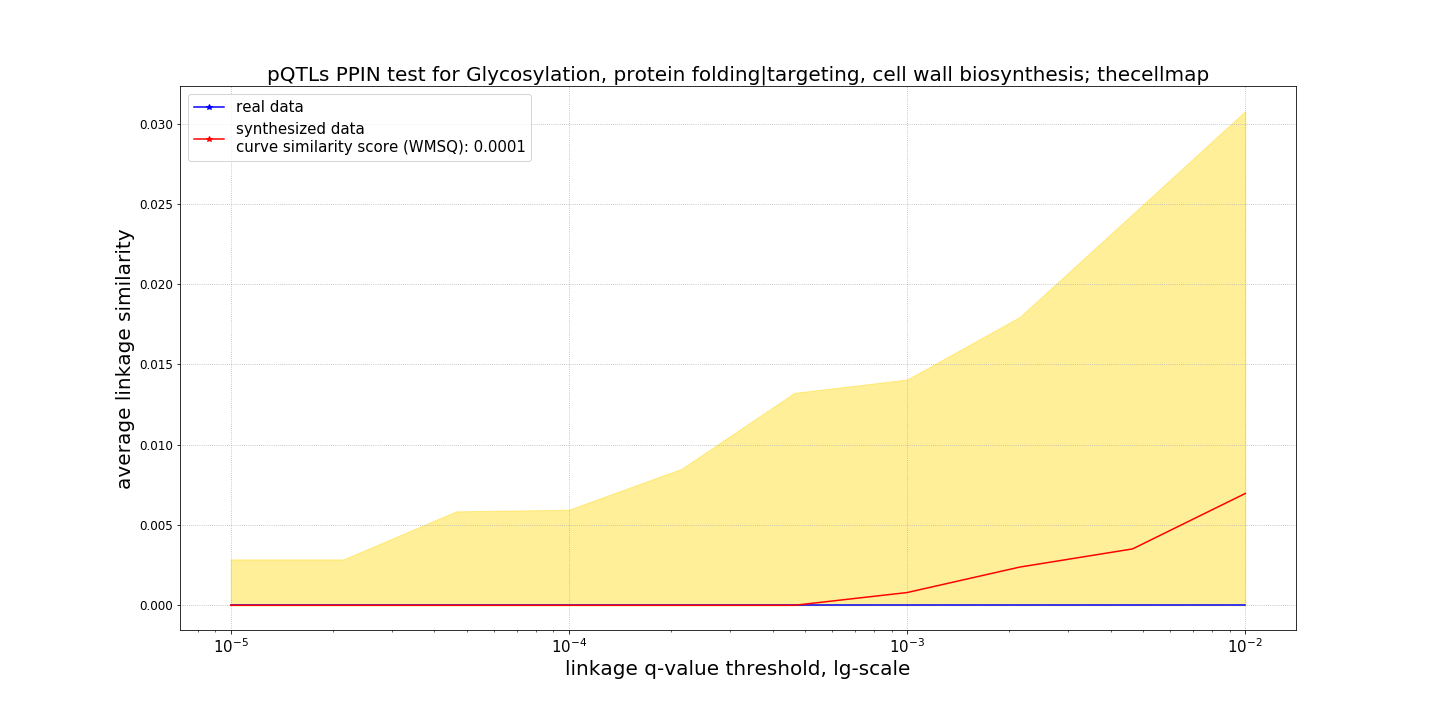 pQTLs PPIN test for Glycosylation, protein folding|targeting, cell wall biosynthesis; thecellmap
real data
synthesized data
curve similarity score (WMSQ): 0.0001
0.030
0.025
0.020
0.015
0.010
0.005
0.000
average linkage similarity
10⁻⁵ 10⁻⁴ 10⁻³ 10⁻²
linkage q-value threshold, lg-scale